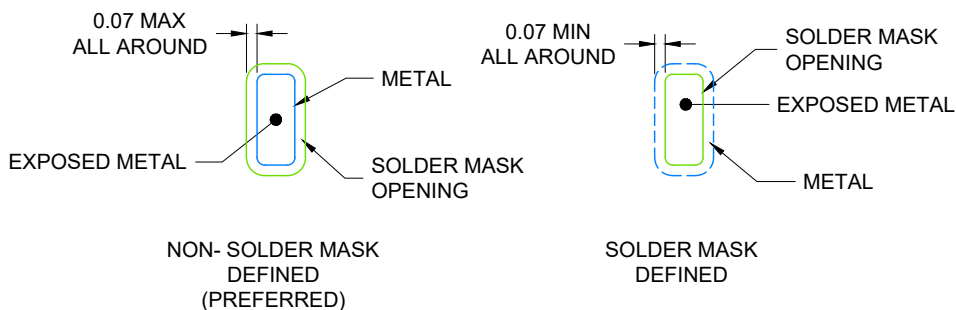 0.07 MAX
ALL AROUND
METAL
EXPOSED METAL
SOLDER MASK
OPENING
NON- SOLDER MASK
DEFINED
(PREFERRED)
0.07 MIN
ALL AROUND
SOLDER MASK
OPENING
EXPOSED METAL
METAL
SOLDER MASK
DEFINED